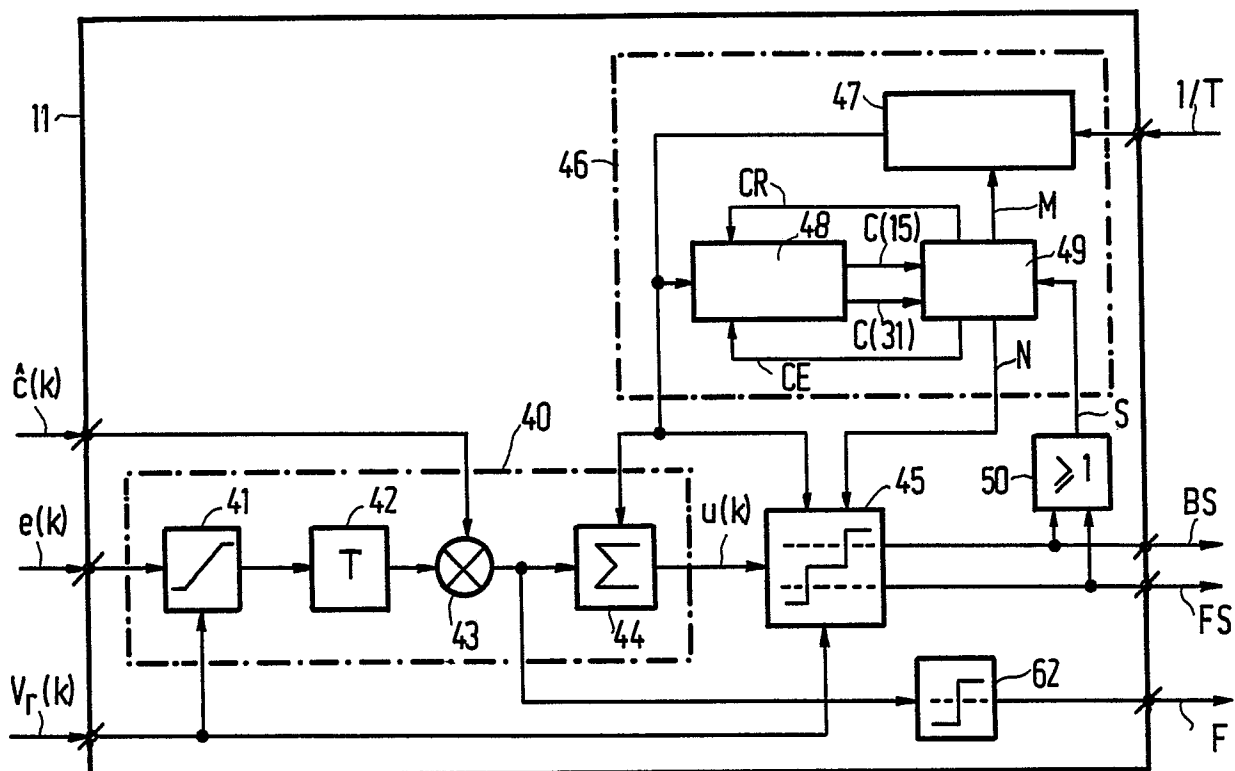 11
47
1/T
46
CR
M
48
C(15)
49
C(31)
CE
N
ĉ(k)
40
S
50
≥1
e(k)
41
42
45
u(k)
BS
T
Σ
43
44
FS
Vr(k)
62
F